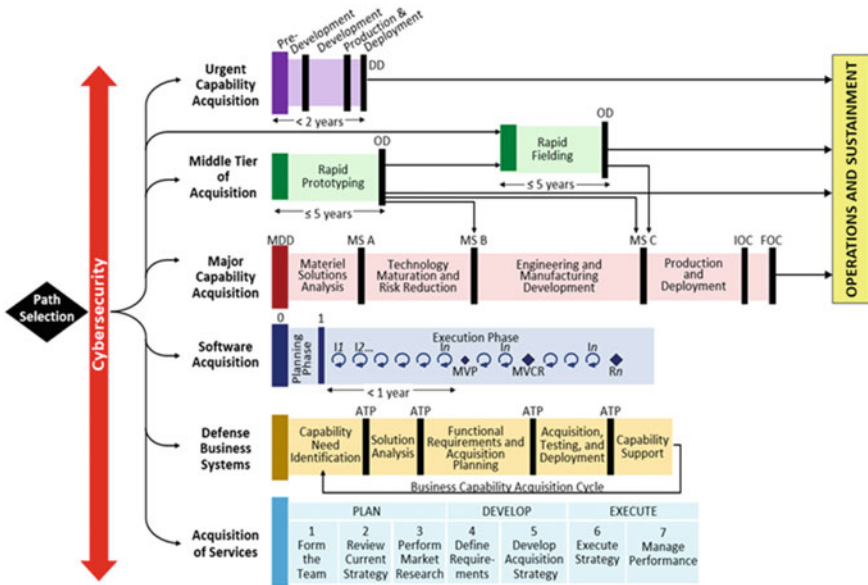 Pre-
Development
Development
Production &
Deployment
Urgent
Capability
Acquisition
DD
< 2 years
OD
Rapid
Fielding
≤ 5 years
Middle Tier
of
Acquisition
OD
Rapid
Prototyping
≤ 5 years
OPERATIONS AND SUSTAINMENT
Path
Selection
Cybersecurity
Major
Capability
Acquisition
MDD
MS A
MS B
MS C
IOC
FOC
Materiel
Solutions
Analysis
Technology
Maturation and
Risk Reduction
Engineering and
Manufacturing
Development
Production
and
Deployment
Software
Acquisition
0
1
Planning
Phase
Execution Phase
I1
I2...
In
In
In
MVP
MVCR
Rn
< 1 year
Defense
Business
Systems
ATP
ATP
ATP
ATP
Capability
Need
Identification
Solution
Analysis
Functional
Requirements and
Acquisition
Planning
Acquisition,
Testing, and
Deployment
Capability
Support
Business Capability Acquisition Cycle
Acquisition
of Services
PLAN
DEVELOP
EXECUTE
1
Form
the
Team
2
Review
Current
Strategy
3
Perform
Market
Research
4
Define
Require-
ments
5
Develop
Acquisition
Strategy
6
Execute
Strategy
7
Manage
Performance